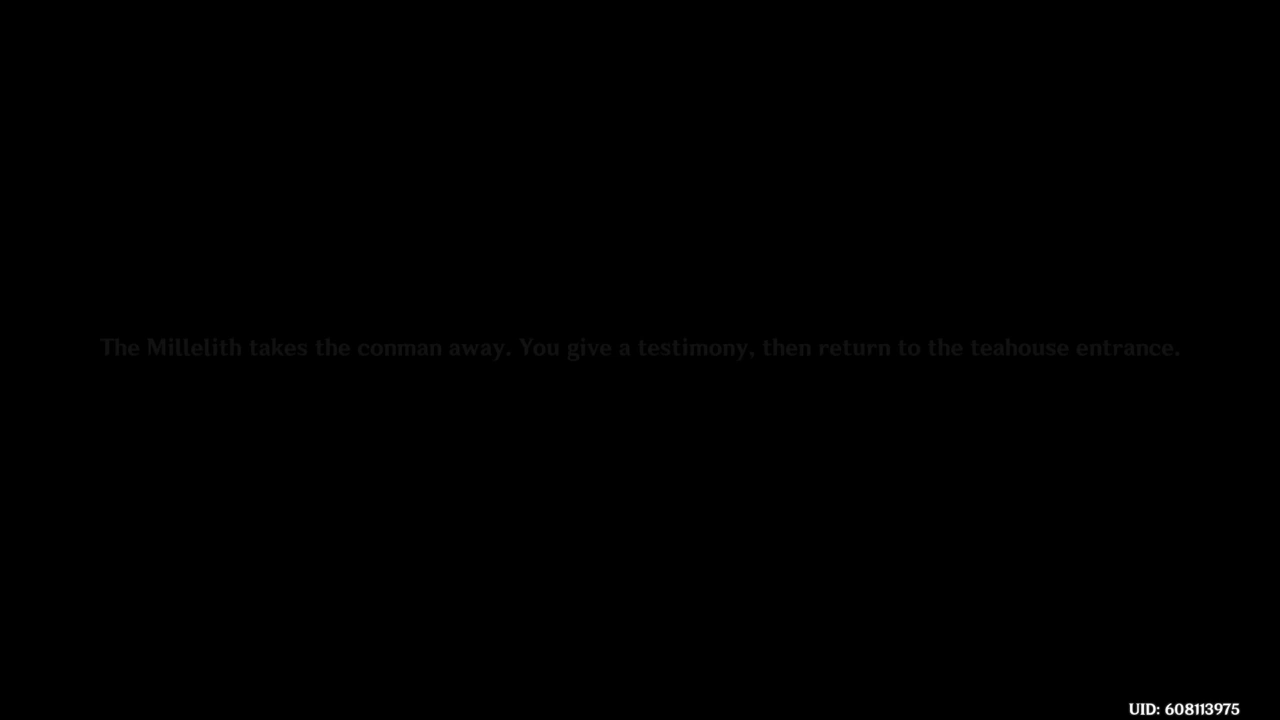 The Millelith takes the conman away. You give a testimony, then return to the teahouse entrance.
UID: 608113975